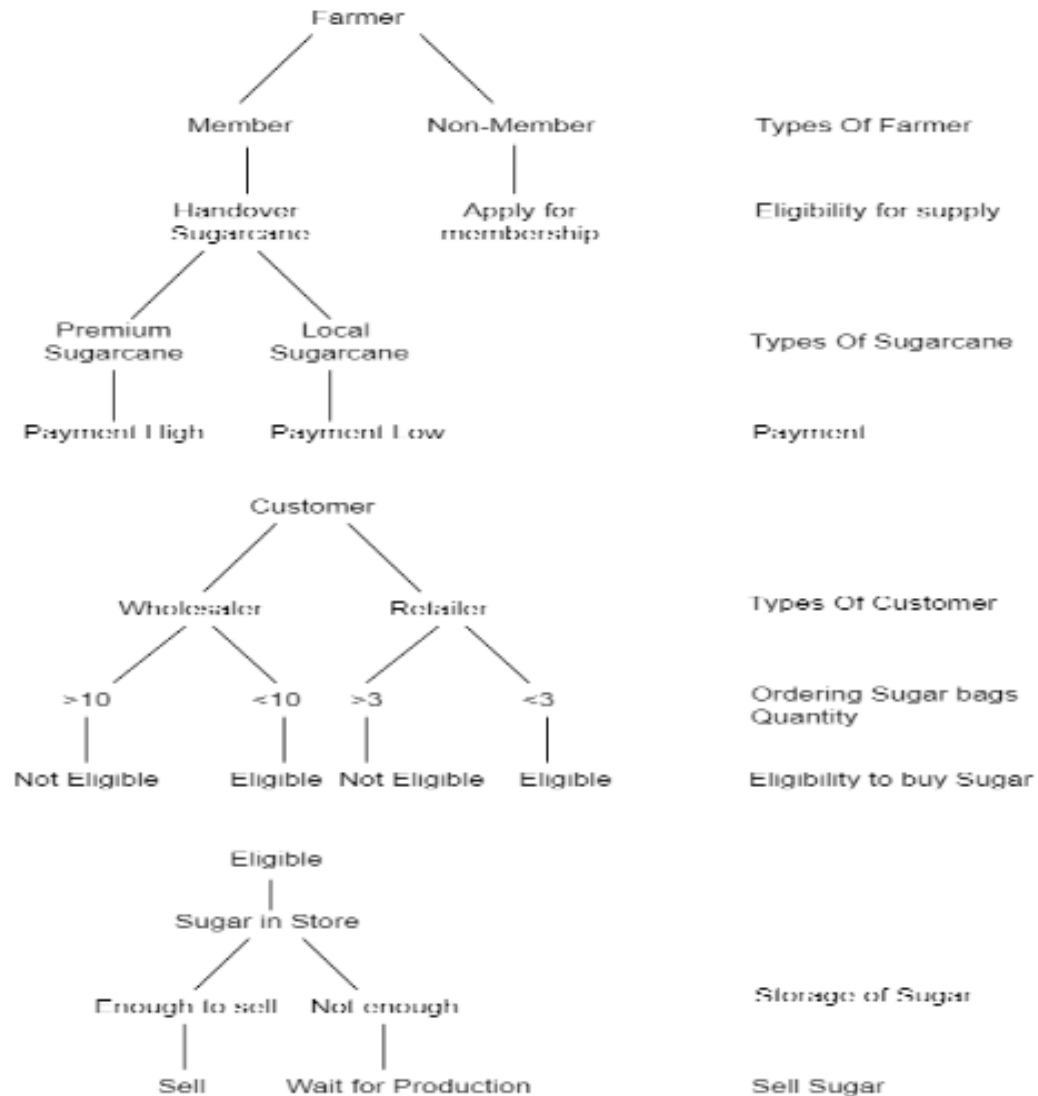 Farmer
Member Non-Member Types Of Farmer
Handover Apply for Eligibility for supply
Sugarcane membership
Premium Local Types Of Sugarcane
Sugarcane Sugarcane
Payment High Payment Low Payment
Customer
Wholesaler Retailer Types Of Customer
>10 <10 >3 <3 Ordering Sugar bags
Quantity
Not Eligible Eligible Not Eligible Eligible Eligibility to buy Sugar
Eligible
Sugar in Store
Enough to sell Not enough Storage of Sugar
Sell Wait for Production Sell Sugar